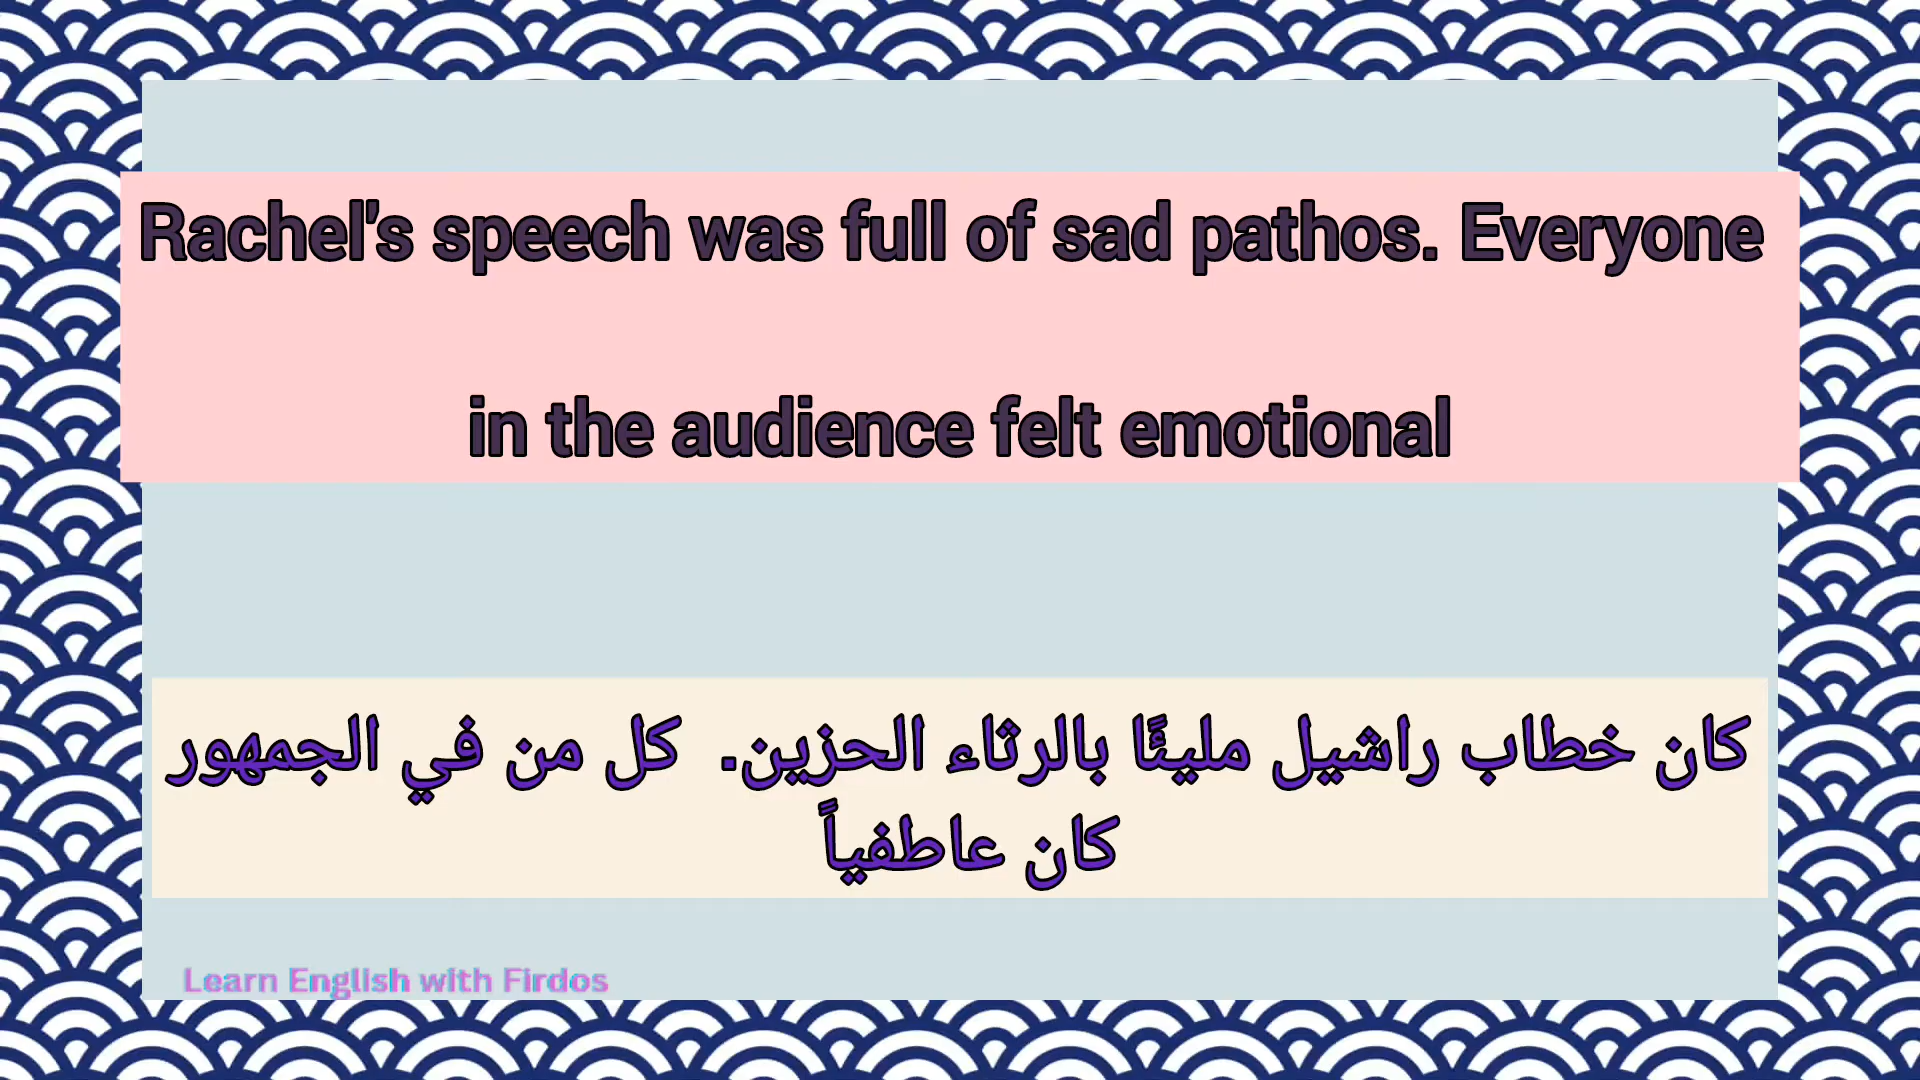 Rachel's speech was full of sad pathos. Everyone
in the audience felt emotional
كان خطاب راشيل مليئًا بالرثاء الحزين. كل من في الجمهور
كان عاطفياً
Learn English with Firdos